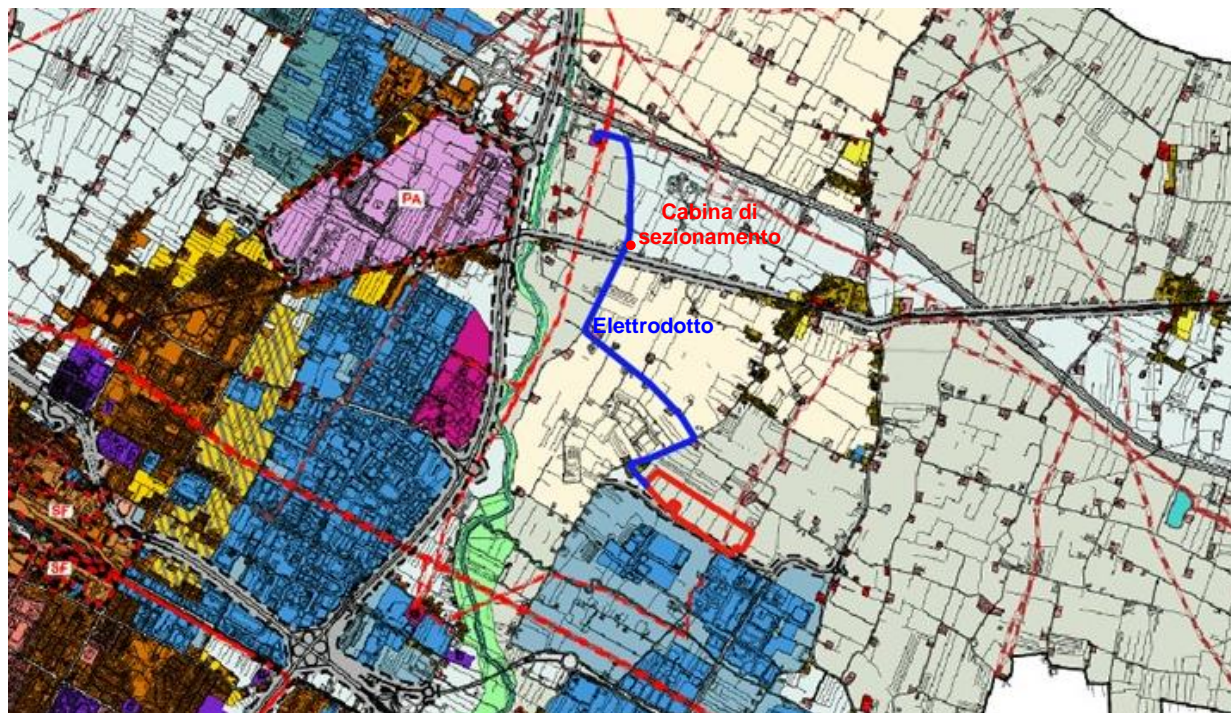 PA
Cabina di
sezionamento
Elettrodotto
SF
SF